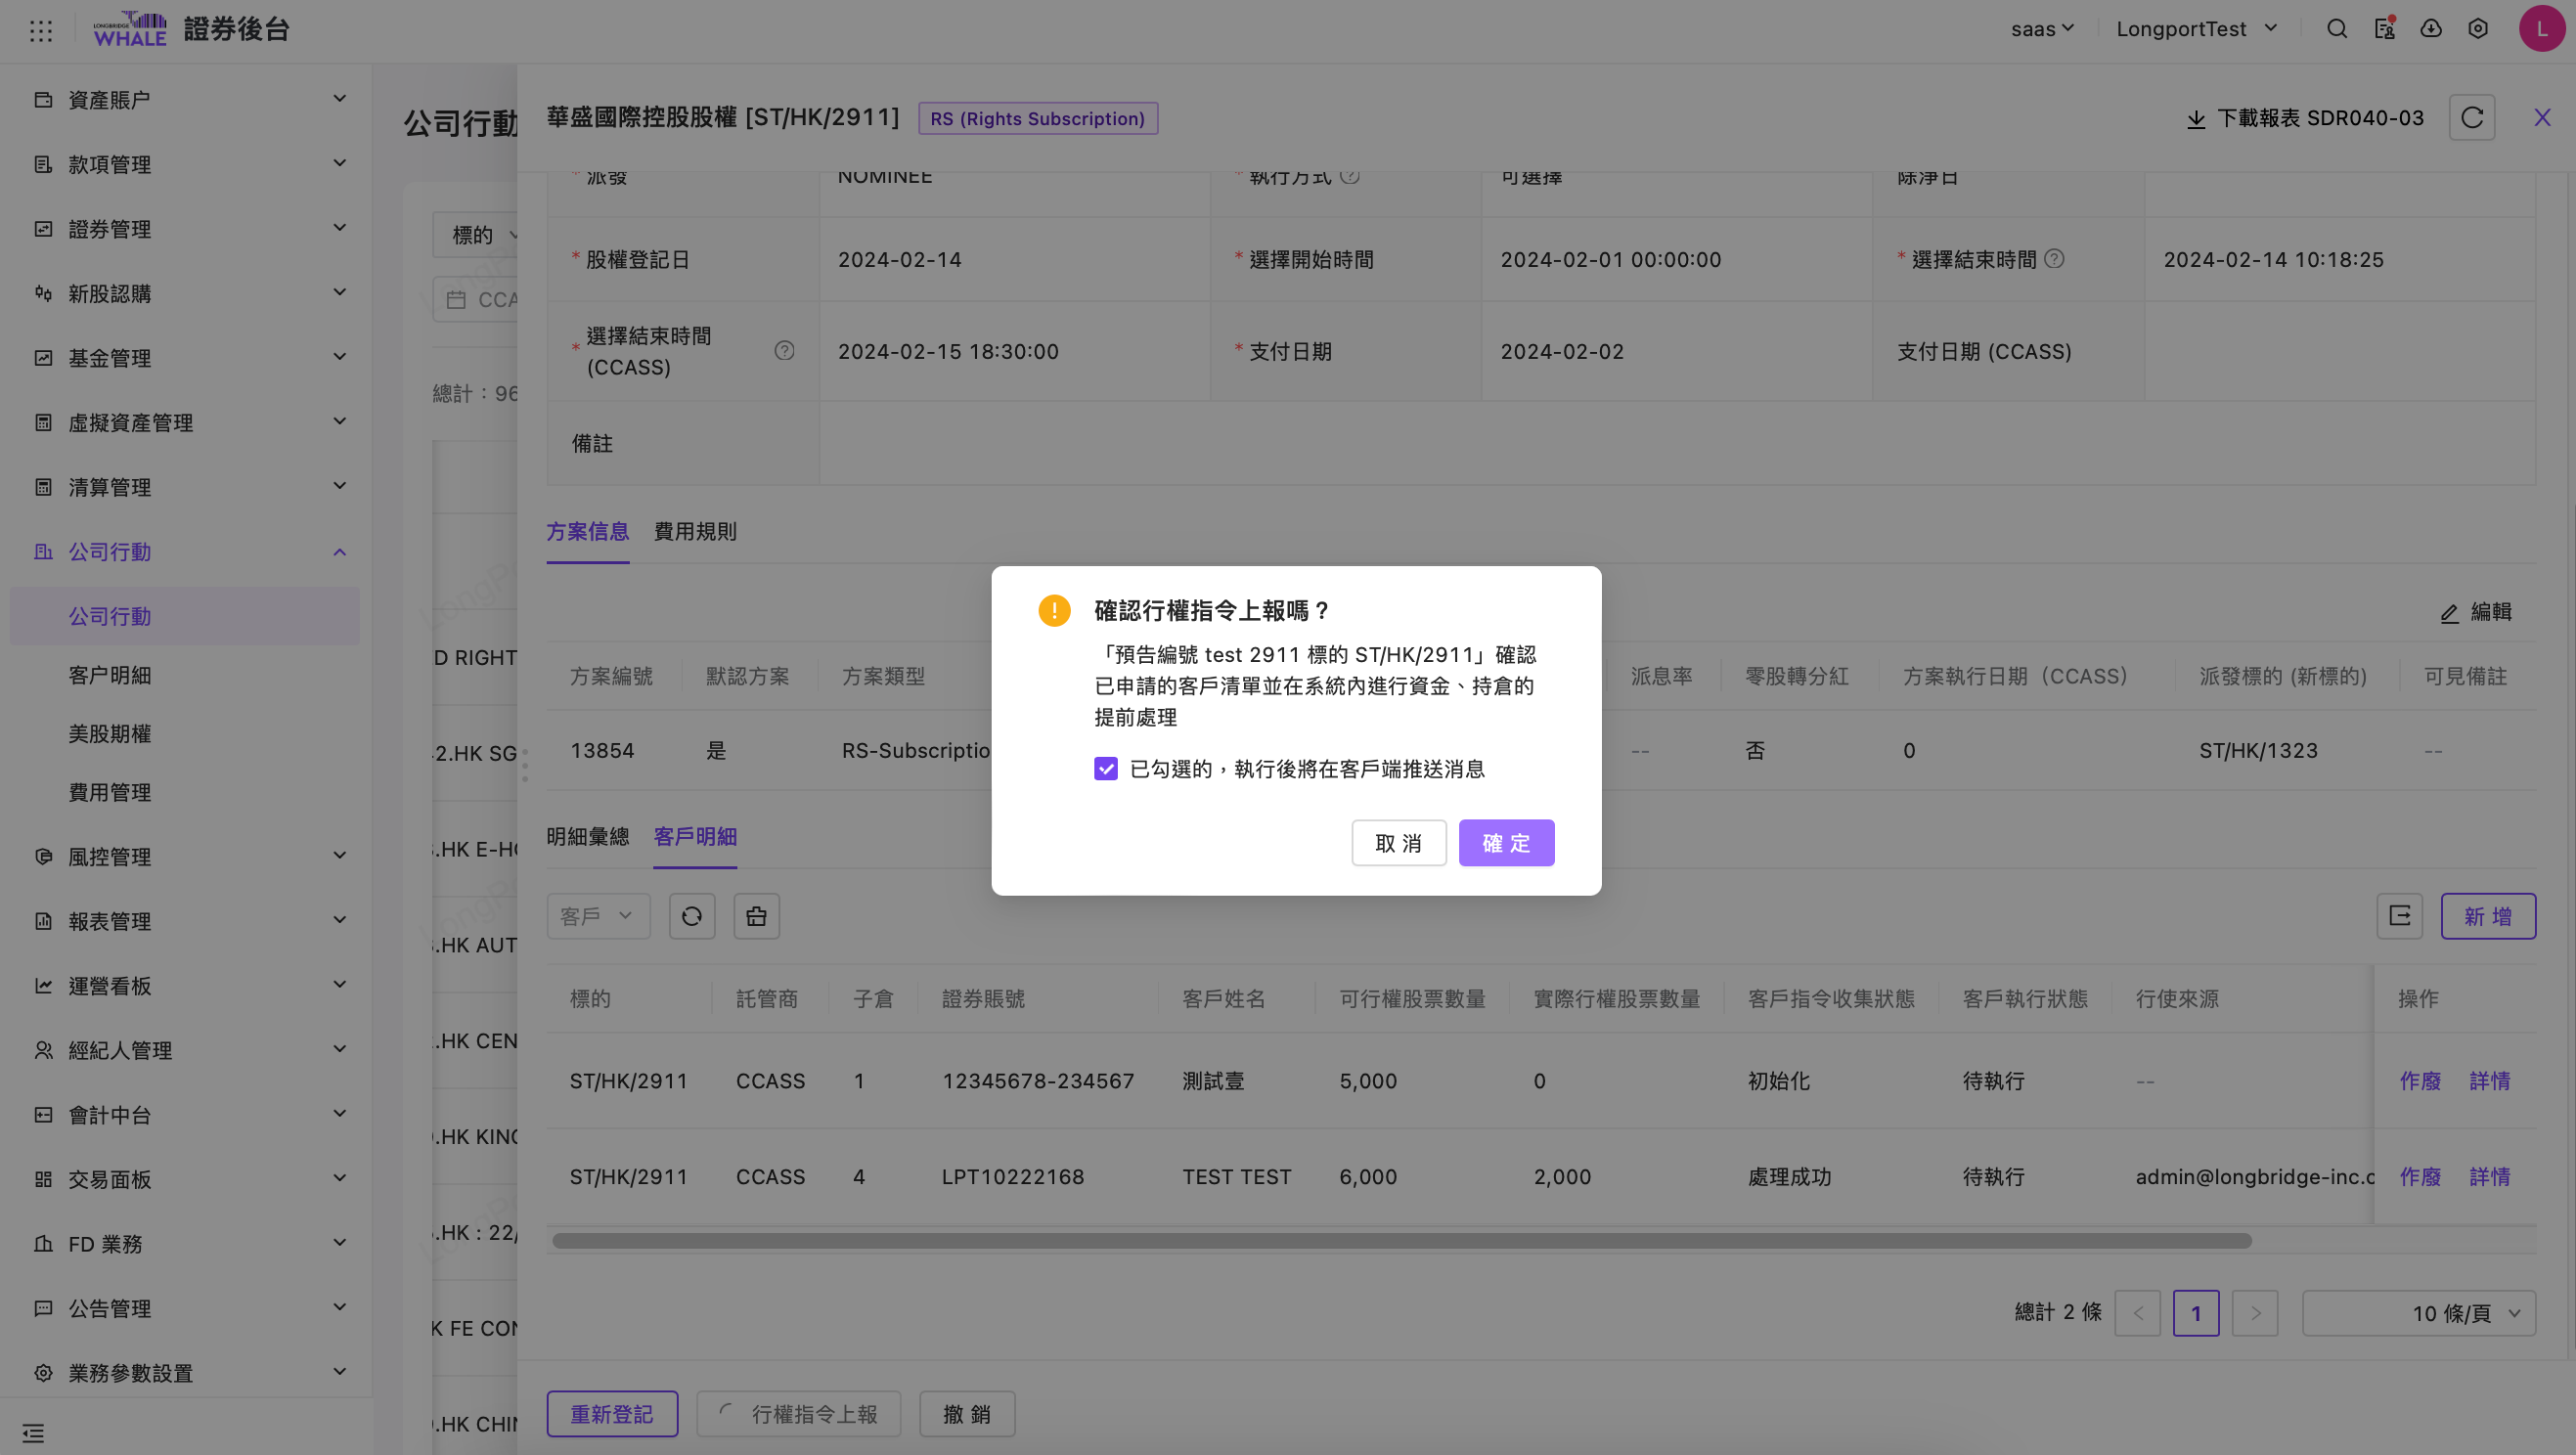 LONGBRIDGE
WHALE
證券後台
saas
LongportTest
L
資產賬户
款項管理
證券管理
新股認購
基金管理
虛擬資產管理
清算管理
公司行動
公司行動
客户明細
美股期權
費用管理
風控管理
報表管理
運營看板
經紀人管理
會計中台
交易面板
FD 業務
公告管理
業務參數設置
公司行動
標的
CCA
總計：96
D RIGHT
2.HK SG
.HK E-HO
.HK AUT
.HK CEN
.HK KING
.HK : 22/
K FE CON
.HK CHIN
華盛國際控股股權 [ST/HK/2911]
RS (Rights Subscription)
下載報表 SDR040-03
* 派發
NOMINEE
* 執行方式
可選擇
除淨日
* 股權登記日
2024-02-14
* 選擇開始時間
2024-02-01 00:00:00
* 選擇結束時間
2024-02-14 10:18:25
* 選擇結束時間
(CCASS)
2024-02-15 18:30:00
* 支付日期
2024-02-02
支付日期 (CCASS)
備註
方案信息
費用規則
編輯
方案編號
默認方案
方案類型
派息率
零股轉分紅
方案執行日期（CCASS）
派發標的 (新標的)
可見備註
13854
是
RS-Subscriptio
--
否
0
ST/HK/1323
--
確認行權指令上報嗎？
「預告編號 test 2911 標的 ST/HK/2911」確認
已申請的客戶清單並在系統內進行資金、持倉的
提前處理
已勾選的，執行後將在客戶端推送消息
取 消
確 定
明細彙總
客戶明細
客戶
新 增
標的
託管商
子倉
證券賬號
客戶姓名
可行權股票數量
實際行權股票數量
客戶指令收集狀態
客戶執行狀態
行使來源
操作
ST/HK/2911
CCASS
1
12345678-234567
測試壹
5,000
0
初始化
待執行
--
作廢
詳情
ST/HK/2911
CCASS
4
LPT10222168
TEST TEST
6,000
2,000
處理成功
待執行
admin@longbridge-inc.c
作廢
詳情
總計 2 條
1
10 條/頁
重新登記
行權指令上報
撤 銷